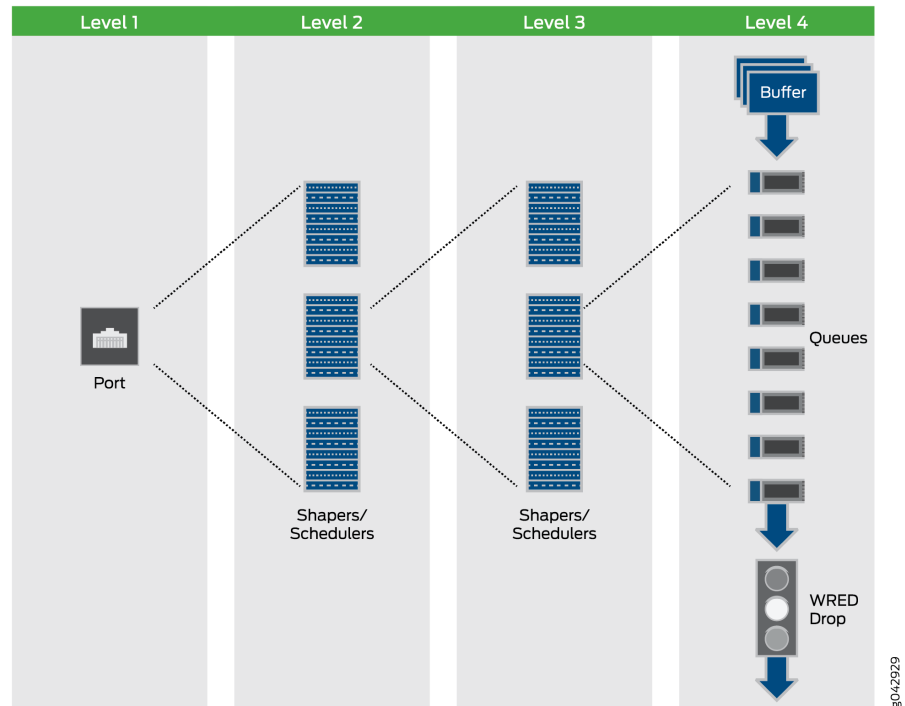 Level 1
Level 2
Level 3
Level 4
Buffer
Queues
Port
Shapers/
Schedulers
Shapers/
Schedulers
WRED
Drop
g042929